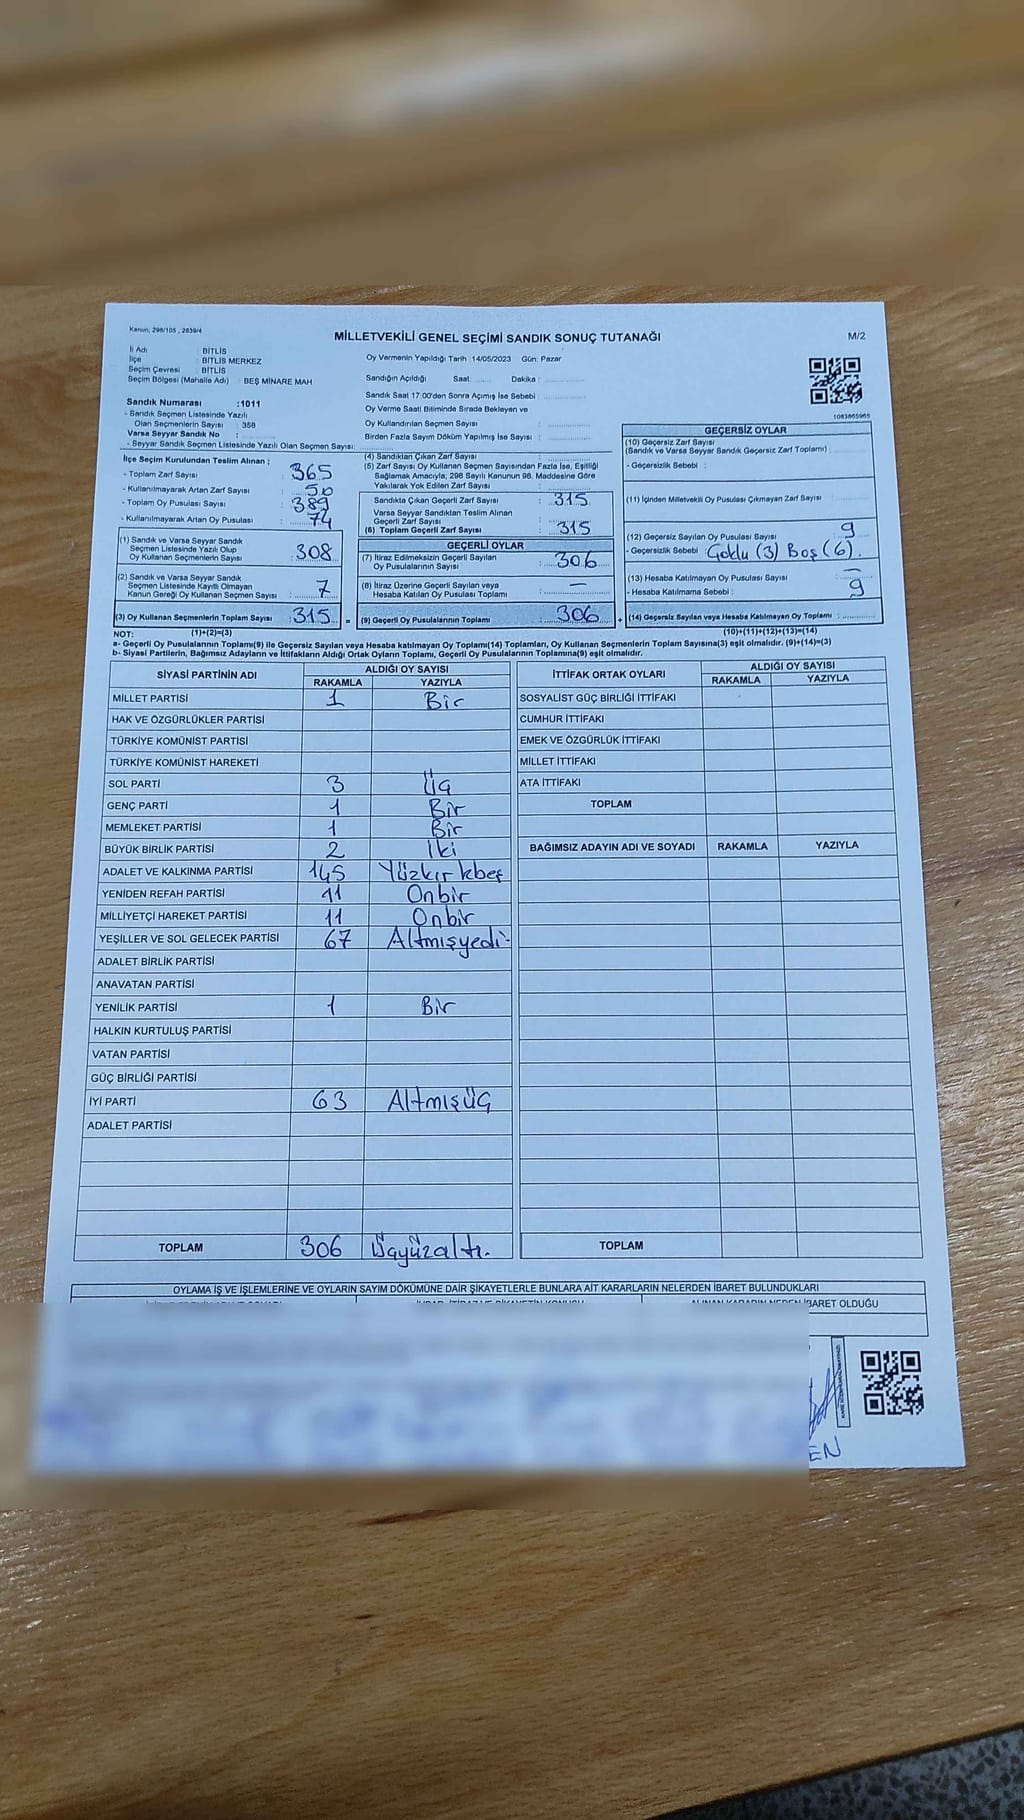 Kanun, 298/105 , 2839/4
MİLLETVEKİLİ GENEL SEÇİMİ SANDIK SONUÇ TUTANAĞI
M/2
İl Adı : BİTLİS
İlçe : BİTLİS MERKEZ
Seçim Çevresi : BİTLİS
Seçim Bölgesi (Mahalle Adı) : BEŞ MİNARE MAH
Sandık Numarası :1011
- Sandık Seçmen Listesinde Yazılı
Olan Seçmenlerin Sayısı : 358
Varsa Seyyar Sandık No :
- Seyyar Sandık Seçmen Listesinde Yazılı Olan Seçmen Sayısı:
Oy Vermenin Yapıldığı Tarih :14/05/2023 Gün: Pazar
Sandığın Açıldığı Saat: Dakika :
Sandık Saat 17:00'den Sonra Açımış İse Sebebi :
Oy Verme Saati Bitiminde Sırada Bekleyen ve
Oy Kullandırılan Seçmen Sayısı :
Birden Fazla Sayım Döküm Yapılmış İse Sayısı :
1083865965
İlçe Seçim Kurulundan Teslim Alınan ;
- Toplam Zarf Sayısı : 365
- Kullanılmayarak Artan Zarf Sayısı : 50
- Toplam Oy Pusulası Sayısı : 389
- Kullanılmayarak Artan Oy Pusulası : 74
(1) Sandık ve Varsa Seyyar Sandık
Seçmen Listesinde Yazılı Olup
Oy Kullanan Seçmenlerin Sayısı : 308
(2) Sandık ve Varsa Seyyar Sandık
Seçmen Listesinde Kayıtlı Olmayan
Kanun Gereği Oy Kullanan Seçmen Sayısı : 7
(3) Oy Kullanan Seçmenlerin Toplam Sayısı : 315 =
(4) Sandıktan Çıkan Zarf Sayısı :
(5) Zarf Sayısı Oy Kullanan Seçmen Sayısından Fazla İse, Eşitliği
Sağlamak Amacıyla; 298 Sayılı Kanunun 98. Maddesine Göre
Yakılarak Yok Edilen Zarf Sayısı :
Sandıkta Çıkan Geçerli Zarf Sayısı : 315
Varsa Seyyar Sandıktan Teslim Alınan
Geçerli Zarf Sayısı :
(6) Toplam Geçerli Zarf Sayısı : 315
GEÇERLİ OYLAR
(7) İtiraz Edilmeksizin Geçerli Sayılan
Oy Pusulalarının Sayısı : 306
(8) İtiraz Üzerine Geçerli Sayılan veya
Hesaba Katılan Oy Pusulası Toplamı : —
(9) Geçerli Oy Pusulalarının Toplamı : 306 +
GEÇERSİZ OYLAR
(10) Geçersiz Zarf Sayısı
(Sandık ve Varsa Seyyar Sandık Geçersiz Zarf Toplamı) :
- Geçersizlik Sebebi :
(11) İçinden Milletvekili Oy Pusulası Çıkmayan Zarf Sayısı :
(12) Geçersiz Sayılan Oy Pusulası Sayısı : 9
- Geçersizlik Sebebi : Çoklu (3) Boş (6).
(13) Hesaba Katılmayan Oy Pusulası Sayısı : —
- Hesaba Katılmama Sebebi : 9
(14) Geçersiz Sayılan veya Hesaba Katılmayan Oy Toplamı :
NOT: (1)+(2)=(3) (10)+(11)+(12)+(13)=(14)
a- Geçerli Oy Pusulalarının Toplamı(9) ile Geçersiz Sayılan veya Hesaba katılmayan Oy Toplamı(14) Toplamları, Oy Kullanan Seçmenlerin Toplam Sayısına(3) eşit olmalıdır. (9)+(14)=(3)
b- Siyasi Partilerin, Bağımsız Adayların ve İttifakların Aldığı Ortak Oyların Toplamı, Geçerli Oy Pusulalarının Toplamına(9) eşit olmalıdır.
SİYASİ PARTİNİN ADI ALDIĞI OY SAYISI
RAKAMLA YAZIYLA
MİLLET PARTİSİ 1 Bir
HAK VE ÖZGÜRLÜKLER PARTİSİ
TÜRKİYE KOMÜNİST PARTİSİ
TÜRKİYE KOMÜNİST HAREKETİ
SOL PARTİ 3 Üç
GENÇ PARTİ 1 Bir
MEMLEKET PARTİSİ 1 Bir
BÜYÜK BİRLİK PARTİSİ 2 İki
ADALET VE KALKINMA PARTİSİ 145 Yüzkırkbeş
YENİDEN REFAH PARTİSİ 11 Onbir
MİLLİYETÇİ HAREKET PARTİSİ 11 Onbir
YEŞİLLER VE SOL GELECEK PARTİSİ 67 Altmışyedi
ADALET BİRLİK PARTİSİ
ANAVATAN PARTİSİ
YENİLİK PARTİSİ 1 Bir
HALKIN KURTULUŞ PARTİSİ
VATAN PARTİSİ
GÜÇ BİRLİĞİ PARTİSİ
İYİ PARTİ 63 Altmışüç
ADALET PARTİSİ
TOPLAM 306 Üçyüzaltı.
İTTİFAK ORTAK OYLARI ALDIĞI OY SAYISI
RAKAMLA YAZIYLA
SOSYALİST GÜÇ BİRLİĞİ İTTİFAKI
CUMHUR İTTİFAKI
EMEK VE ÖZGÜRLÜK İTTİFAKI
MİLLET İTTİFAKI
ATA İTTİFAKI
TOPLAM
BAĞIMSIZ ADAYIN ADI VE SOYADI RAKAMLA YAZIYLA
TOPLAM
OYLAMA İŞ VE İŞLEMLERİNE VE OYLARIN SAYIM DÖKÜMÜNE DAİR ŞİKAYETLERLE BUNLARA AİT KARARLARIN NELERDEN İBARET BULUNDUKLARI
ALINAN KARARIN NEDEN İBARET OLDUĞU
EN